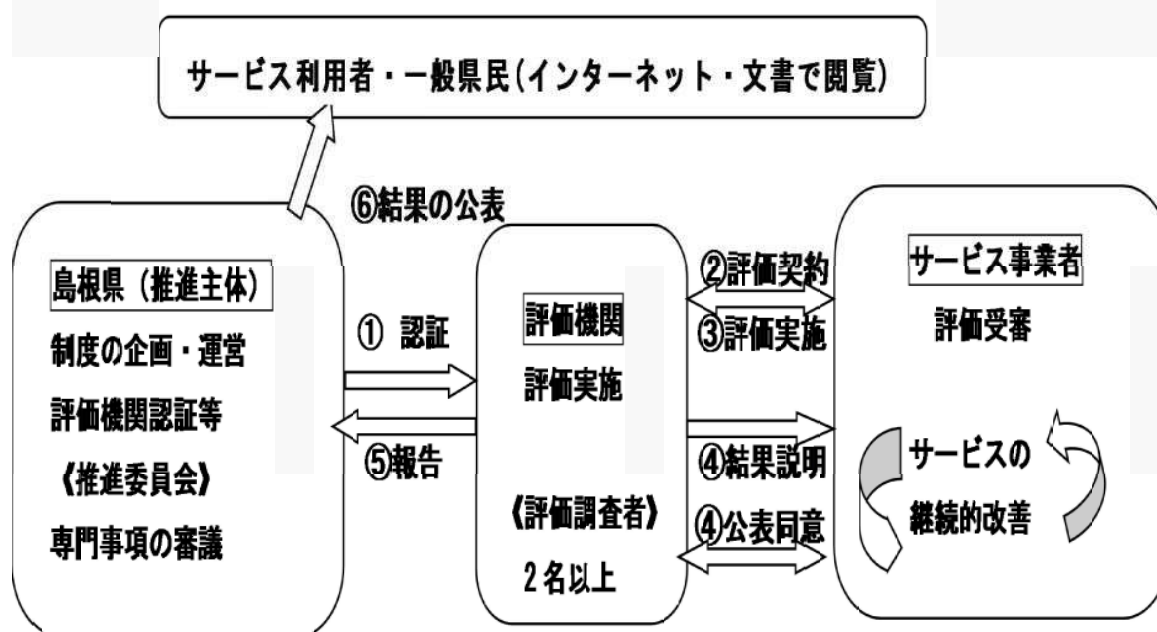 サービス利用者・一般県民(インターネット・文書で閲覧)
⑥結果の公表
島根県(推進主体)
制度の企画・運営
評価機関認証等
《推進委員会》
専門事項の審議
① 認証
⑤報告
評価機関
評価実施
《評価調査者》
2名以上
②評価契約
③評価実施
④結果説明
④公表同意
サービス事業者
評価受審
サービスの
継続的改善